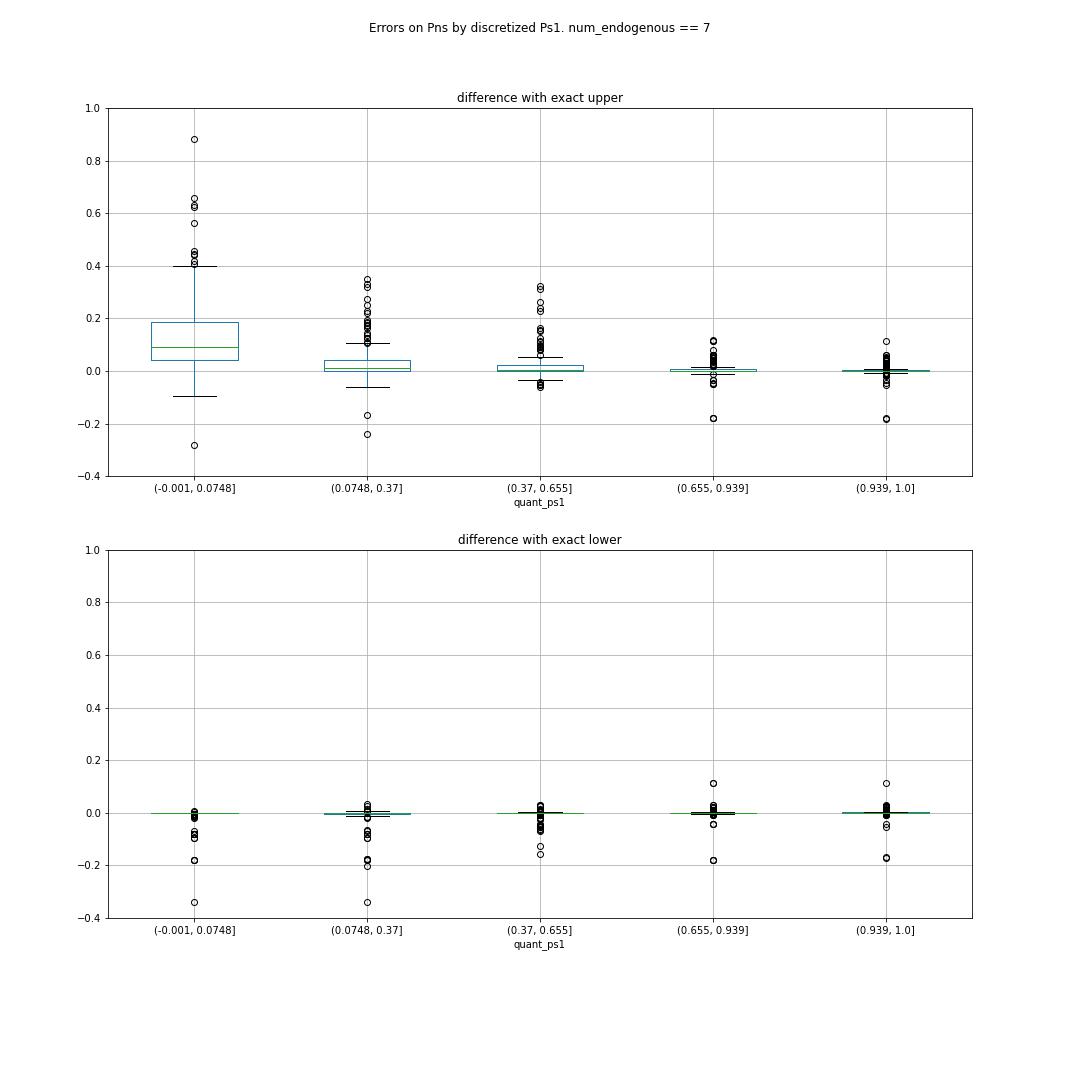 Errors on Pns by discretized Ps1. num_endogenous == 7
difference with exact upper
1.0
0.8
0.6
0.4
0.2
0.0
−0.2
−0.4
(-0.001, 0.0748] (0.0748, 0.37] (0.37, 0.655] (0.655, 0.939] (0.939, 1.0]
quant_ps1
difference with exact lower
1.0
0.8
0.6
0.4
0.2
0.0
−0.2
−0.4
(-0.001, 0.0748] (0.0748, 0.37] (0.37, 0.655] (0.655, 0.939] (0.939, 1.0]
quant_ps1